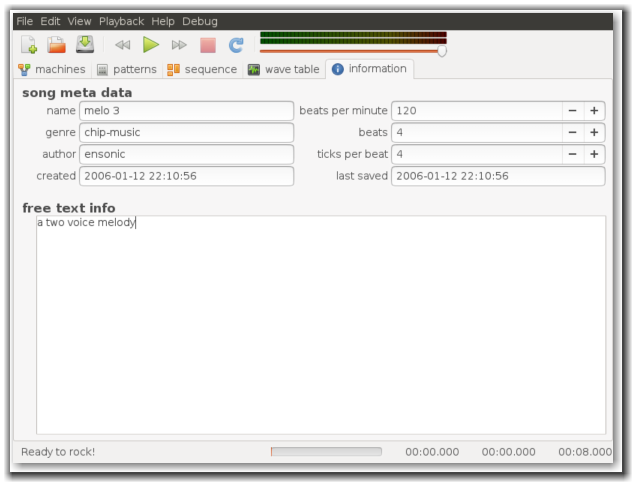 File Edit View Playback Help Debug
machines patterns sequence wave table information
song meta data
name melo 3 beats per minute 120
genre chip-music beats 4
author ensonic ticks per beat 4
created 2006-01-12 22:10:56 last saved 2006-01-12 22:10:56
free text info
a two voice melody
Ready to rock! 00:00.000 00:00.000 00:08.000